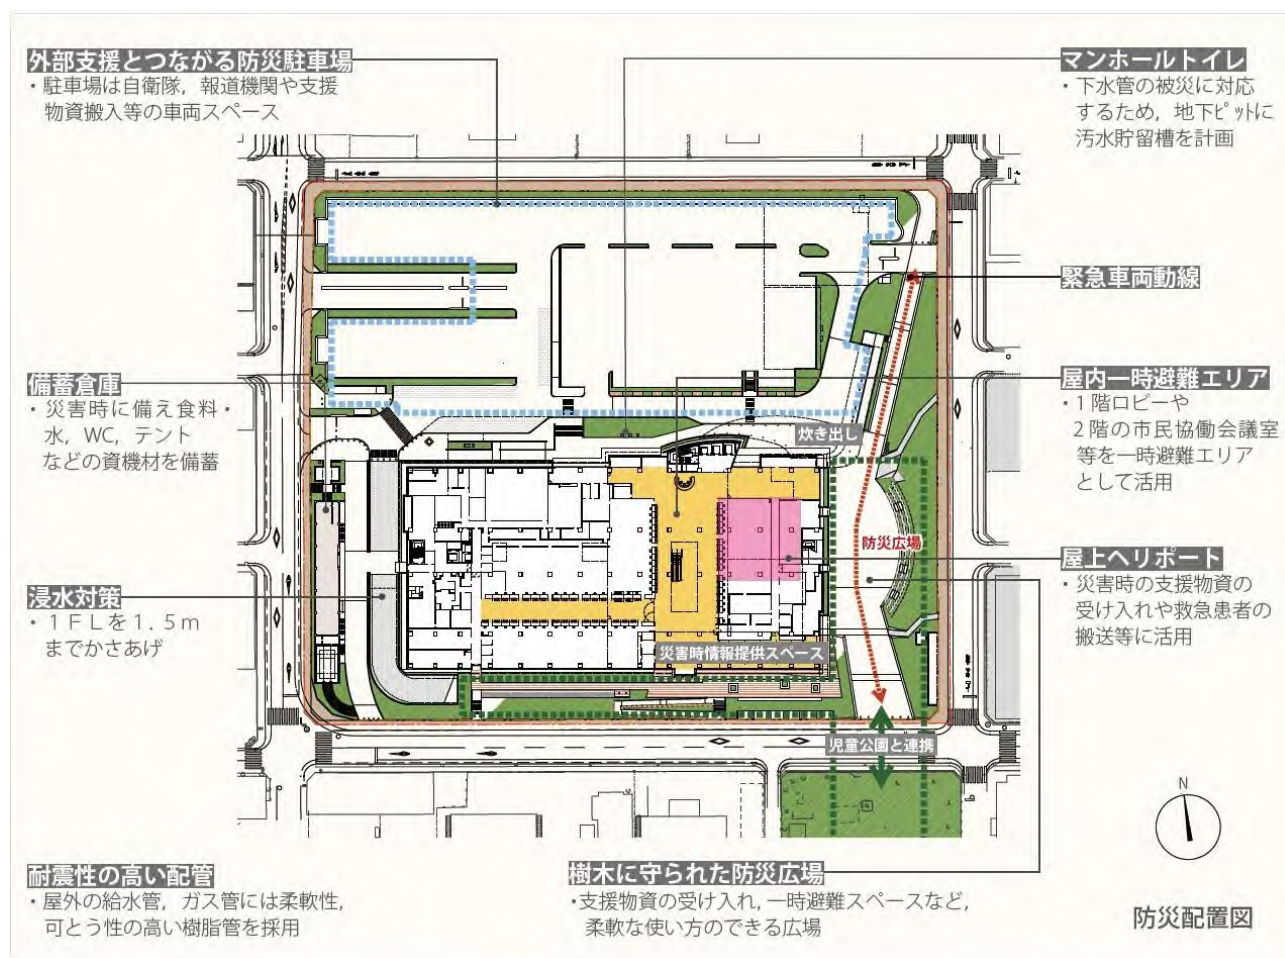 外部支援とつながる防災駐車場
・駐車場は自衛隊，報道機関や支援
物資搬入等の車両スペース
マンホールトイレ
・下水管の被災に対応
するため，地下ピットに
汚水貯留槽を計画
緊急車両動線
備蓄倉庫
・災害時に備え食料・
水，WC，テント
などの資機材を備蓄
屋内一時避難エリア
・1階ロビーや
2階の市民協働会議室
等を一時避難エリア
として活用
炊き出し
防災広場
屋上ヘリポート
・災害時の支援物資の
受け入れや救急患者の
搬送等に活用
浸水対策
・１ＦＬを１．５ｍ
までかさあげ
災害時情報提供スペース
児童公園と連携
N
耐震性の高い配管
・屋外の給水管，ガス管には柔軟性，
可とう性の高い樹脂管を採用
樹木に守られた防災広場
・支援物資の受け入れ，一時避難スペースなど，
柔軟な使い方のできる広場
防災配置図